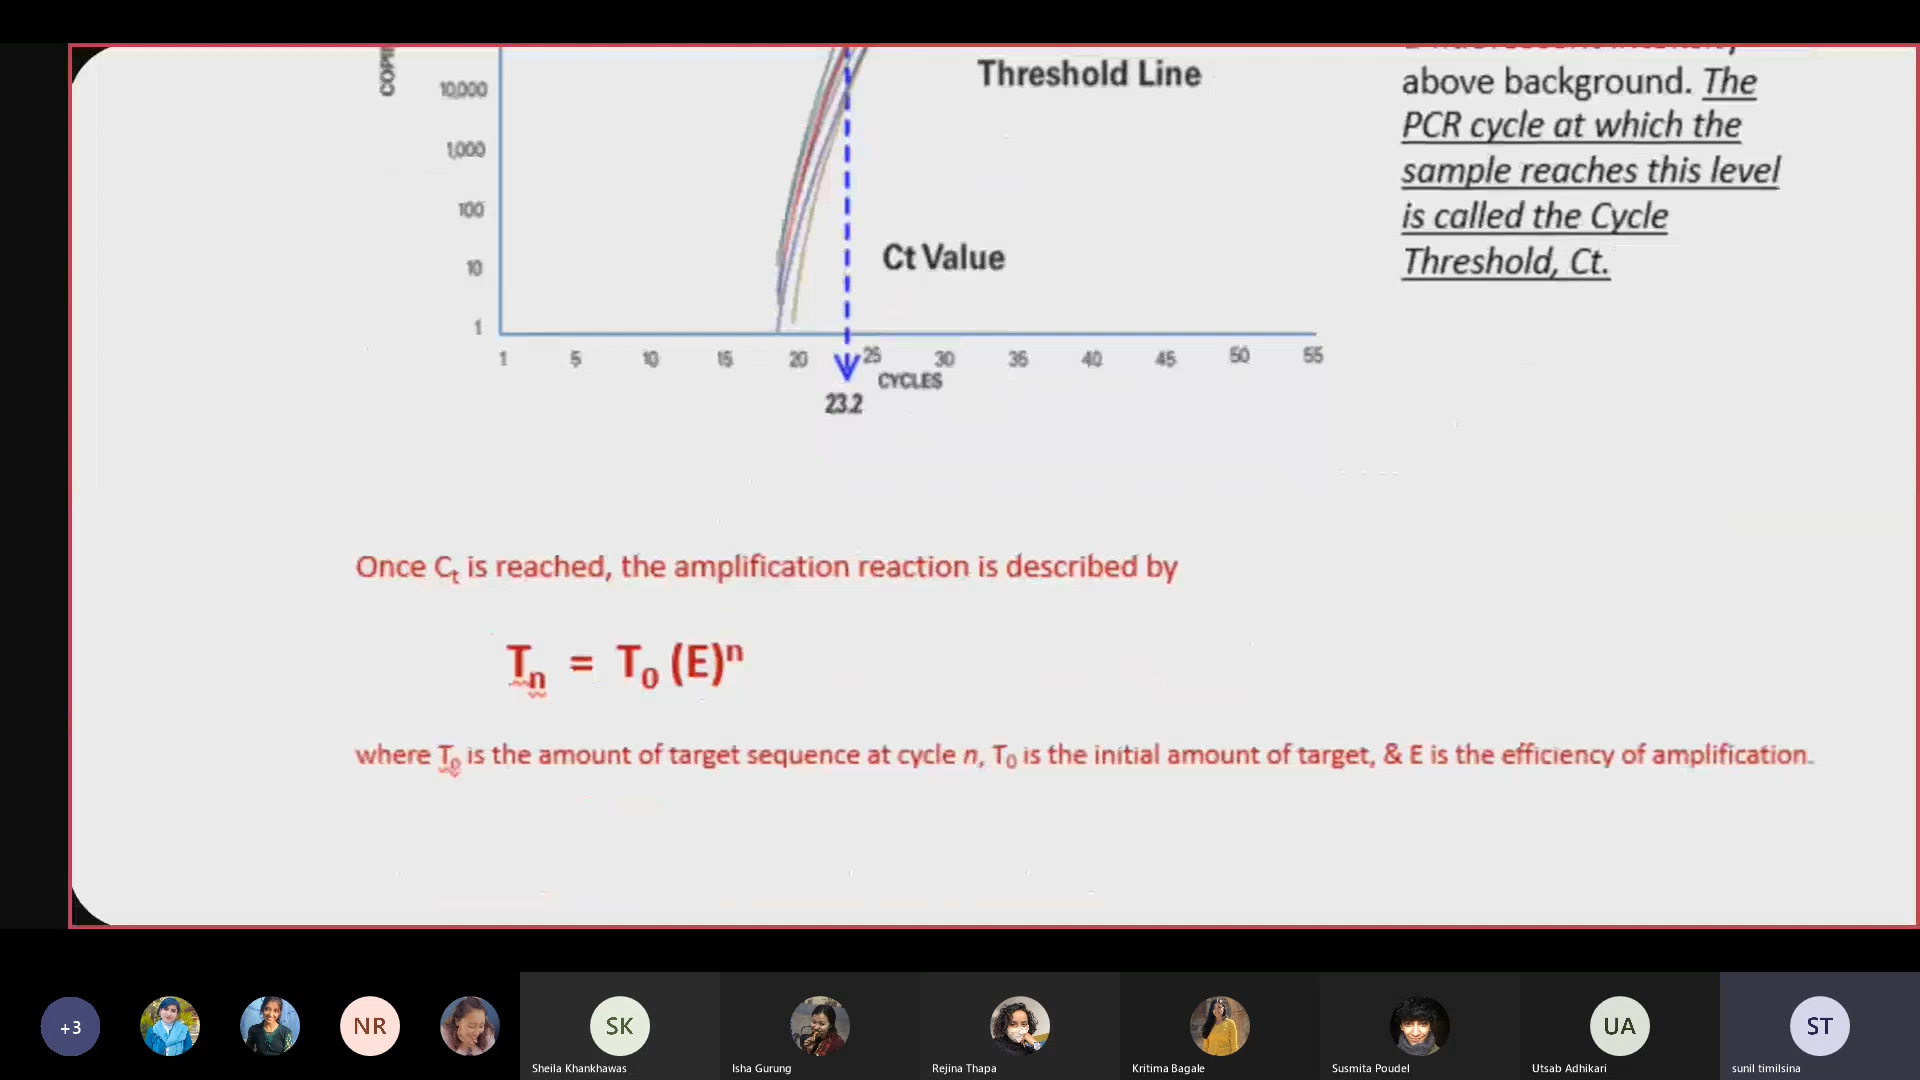 COPIE
10,000
1,000
100
10
1
Threshold Line
Ct Value
1 5 10 15 20 25 30 35 40 45 50 55
CYCLES
23.2
above background. The
PCR cycle at which the
sample reaches this level
is called the Cycle
Threshold, Ct.
Once Ct is reached, the amplification reaction is described by
Tn = T0 (E)n
where T0 is the amount of target sequence at cycle n, T0 is the initial amount of target, & E is the efficiency of amplification.
+3
NR
SK
UA
ST
Sheila Khankhawas
Isha Gurung
Rejina Thapa
Kritima Bagale
Susmita Poudel
Utsab Adhikari
sunil timilsina